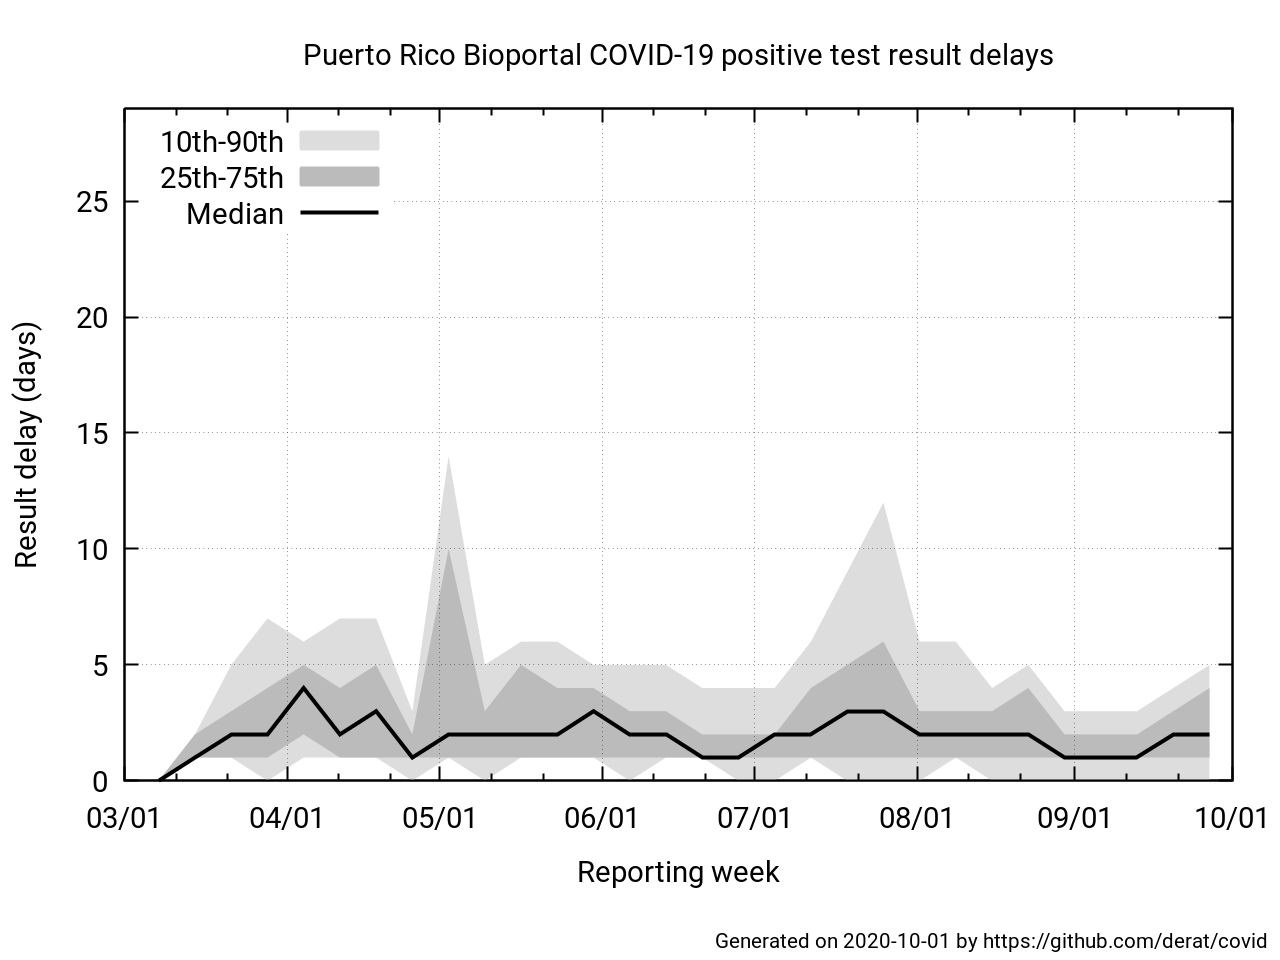 Puerto Rico Bioportal COVID-19 positive test result delays
10th-90th
25th-75th
Median
25
20
15
10
5
0
Result delay (days)
03/01 04/01 05/01 06/01 07/01 08/01 09/01 10/01
Reporting week
Generated on 2020-10-01 by https://github.com/derat/covid